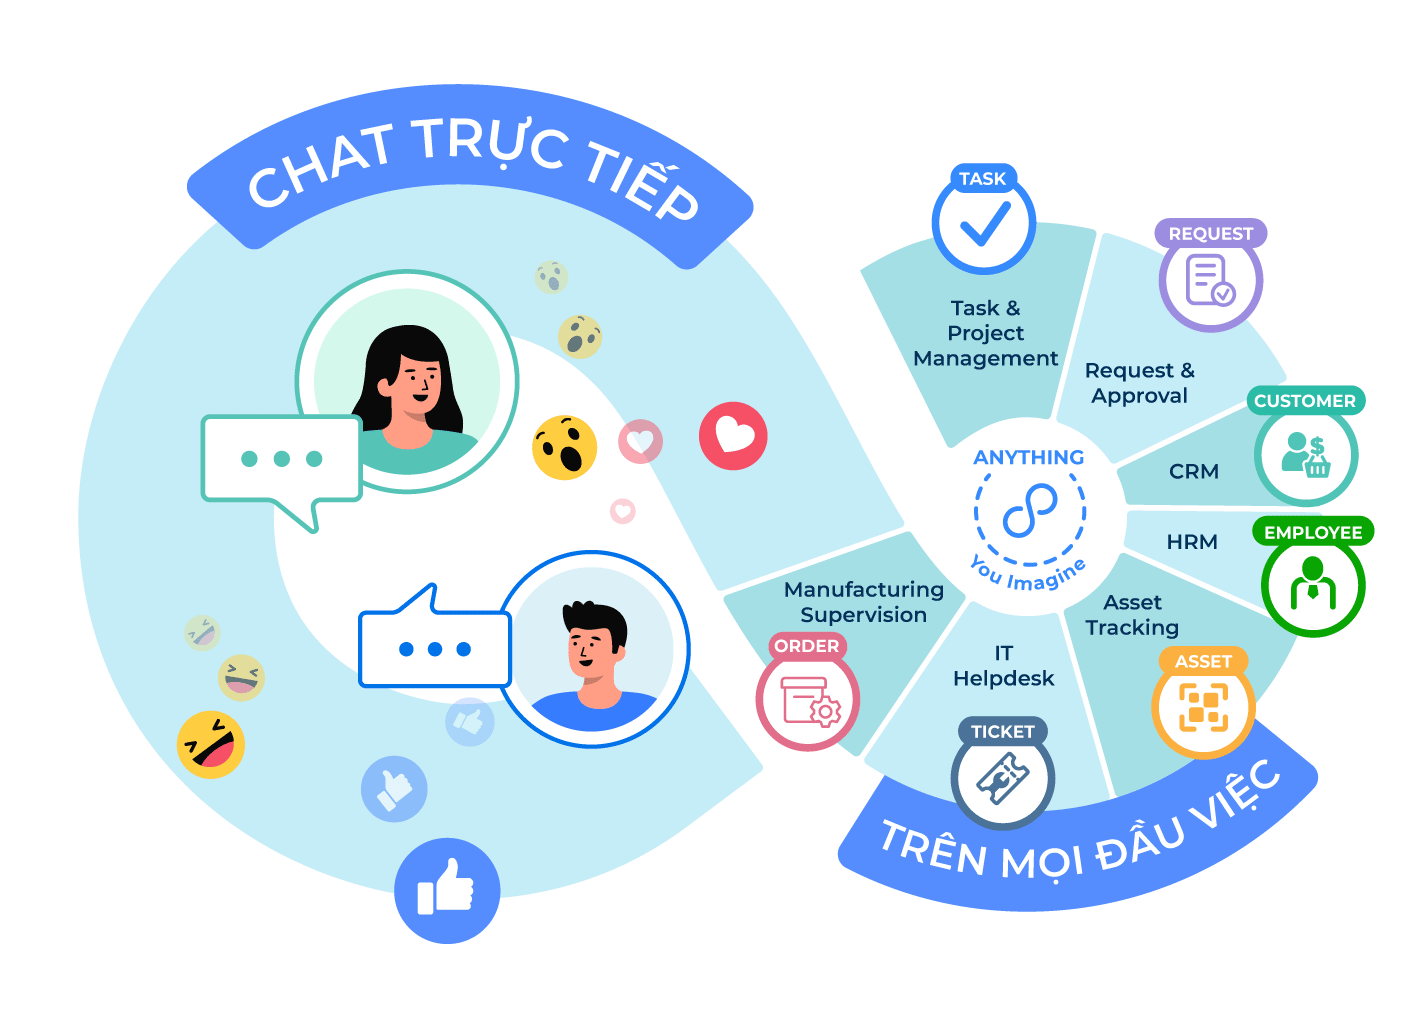 CHAT TRỰC TIẾP
TASK
Task &
Project
Management
REQUEST
Request &
Approval
CUSTOMER
CRM
EMPLOYEE
HRM
ANYTHING
You Imagine
Asset
Tracking
ASSET
IT
Helpdesk
TICKET
Manufacturing
Supervision
ORDER
TRÊN MỌI ĐẦU VIỆC